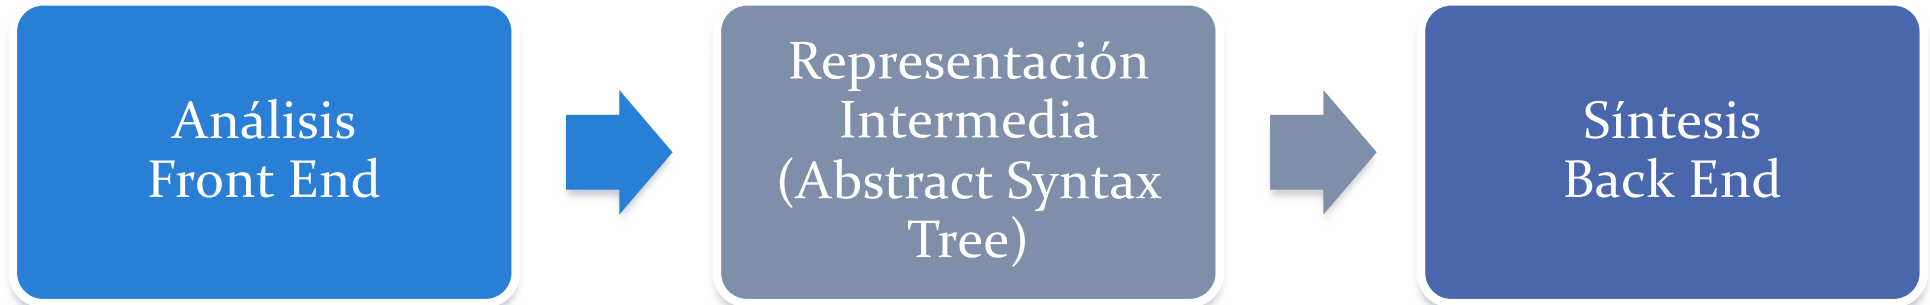 Análisis
Front End
Representación
Intermedia
(Abstract Syntax
Tree)
Síntesis
Back End